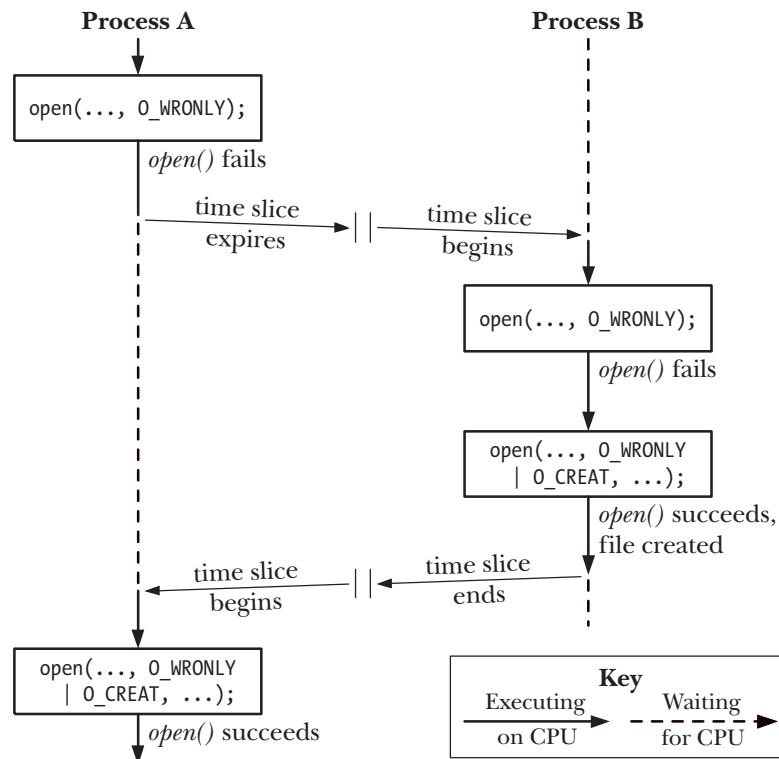 Process A
Process B
open(..., O_WRONLY);
open() fails
time slice
expires
time slice
begins
open(..., O_WRONLY);
open() fails
open(..., O_WRONLY
| O_CREAT, ...);
open() succeeds,
file created
time slice
begins
time slice
ends
open(..., O_WRONLY
| O_CREAT, ...);
open() succeeds
Key
Executing
on CPU
Waiting
for CPU